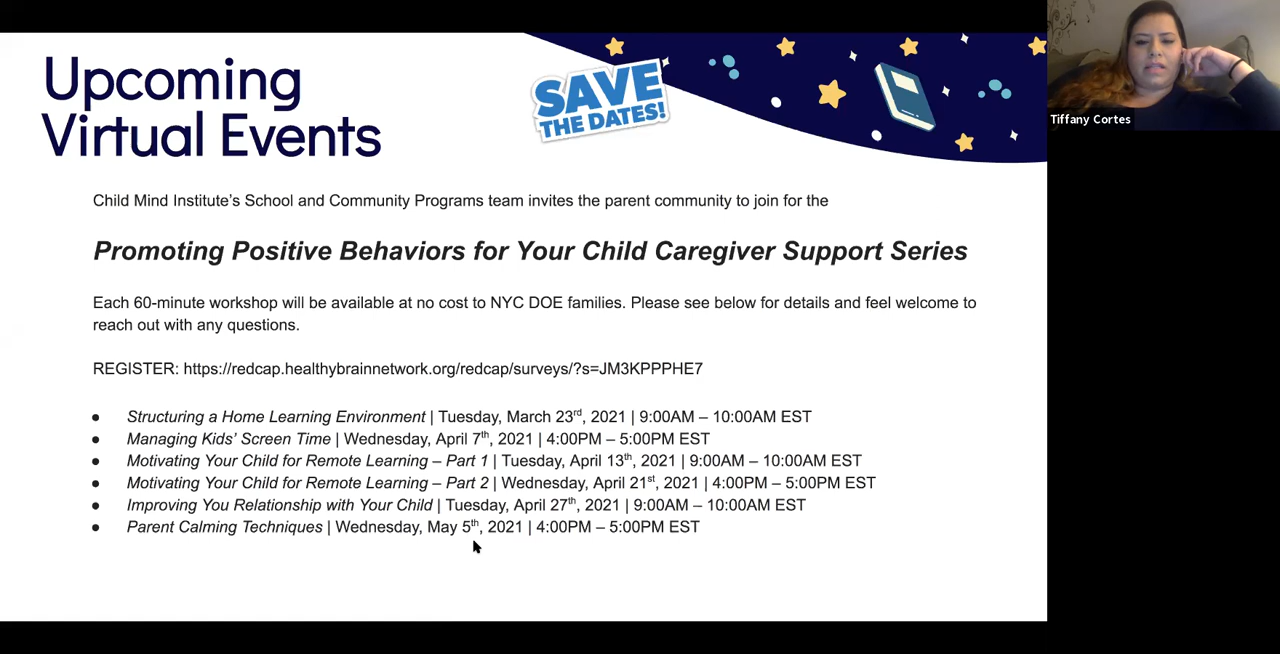 Upcoming
Virtual Events
SAVE
THE DATES!
Tiffany Cortes
Child Mind Institute's School and Community Programs team invites the parent community to join for the
Promoting Positive Behaviors for Your Child Caregiver Support Series
Each 60-minute workshop will be available at no cost to NYC DOE families. Please see below for details and feel welcome to
reach out with any questions.
REGISTER: https://redcap.healthybrainnetwork.org/redcap/surveys/?s=JM3KPPPHE7
● Structuring a Home Learning Environment | Tuesday, March 23rd, 2021 | 9:00AM – 10:00AM EST
● Managing Kids' Screen Time | Wednesday, April 7th, 2021 | 4:00PM – 5:00PM EST
● Motivating Your Child for Remote Learning – Part 1 | Tuesday, April 13th, 2021 | 9:00AM – 10:00AM EST
● Motivating Your Child for Remote Learning – Part 2 | Wednesday, April 21st, 2021 | 4:00PM – 5:00PM EST
● Improving You Relationship with Your Child | Tuesday, April 27th, 2021 | 9:00AM – 10:00AM EST
● Parent Calming Techniques | Wednesday, May 5th, 2021 | 4:00PM – 5:00PM EST